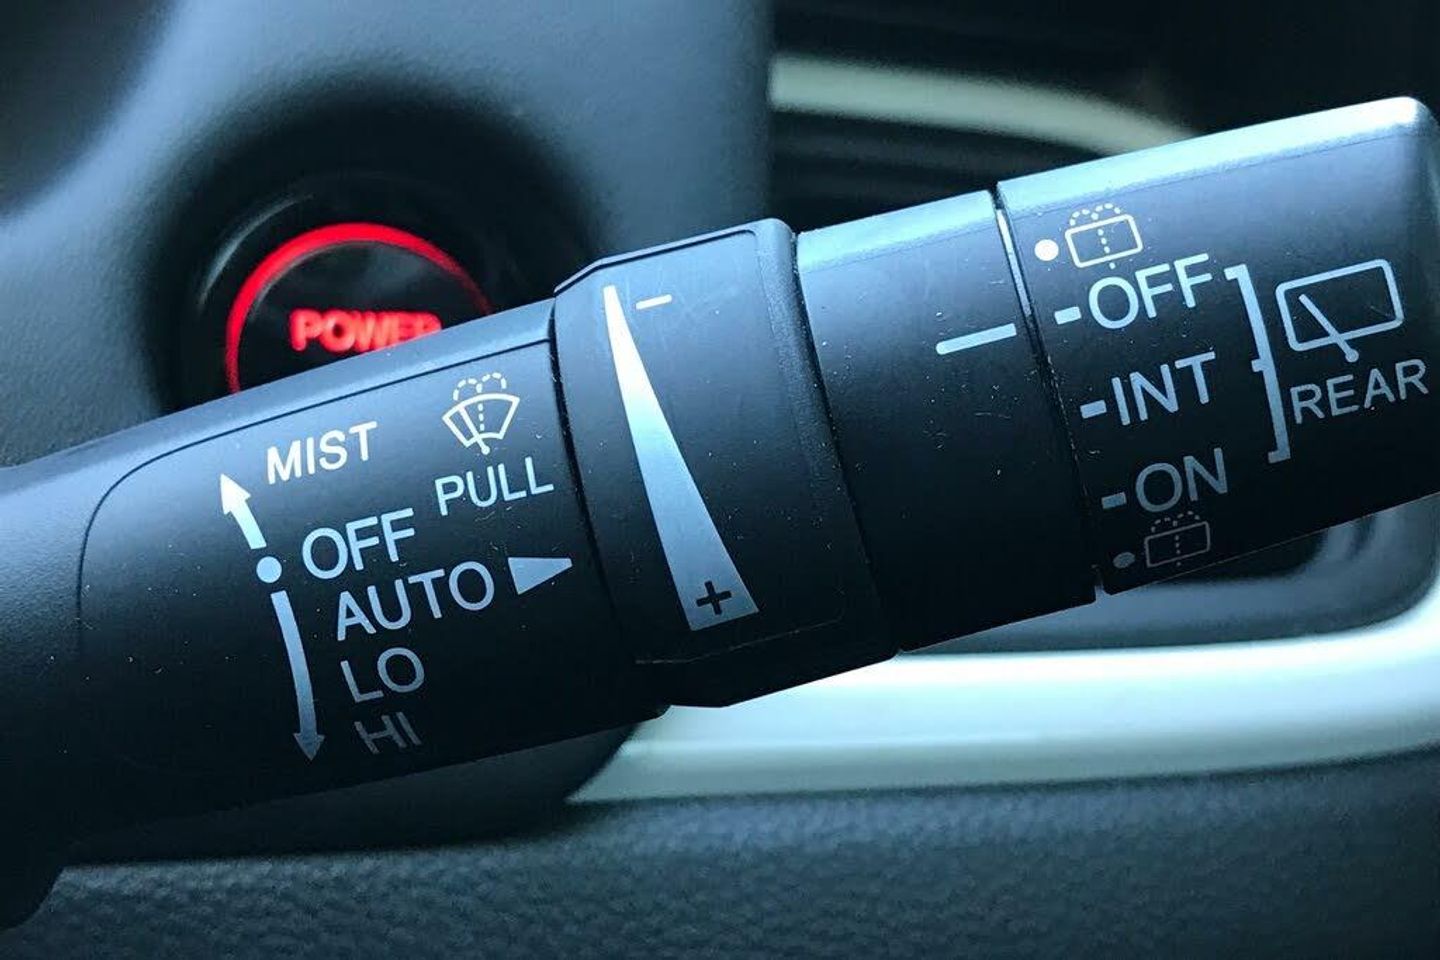 POWER
MIST
PULL
OFF
AUTO
LO
HI
-
+
OFF
INT
ON
REAR